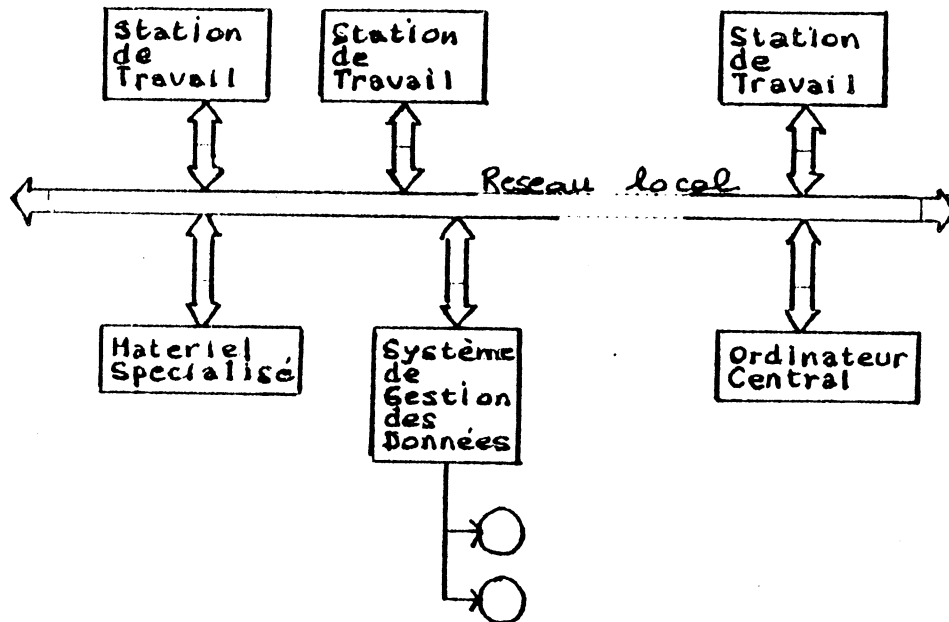 Station
de
Travail
Station
de
Travail
Station
de
Travail
Reseau local
Materiel
Specialisé
Système
de
Gestion
des
Données
Ordinateur
Central